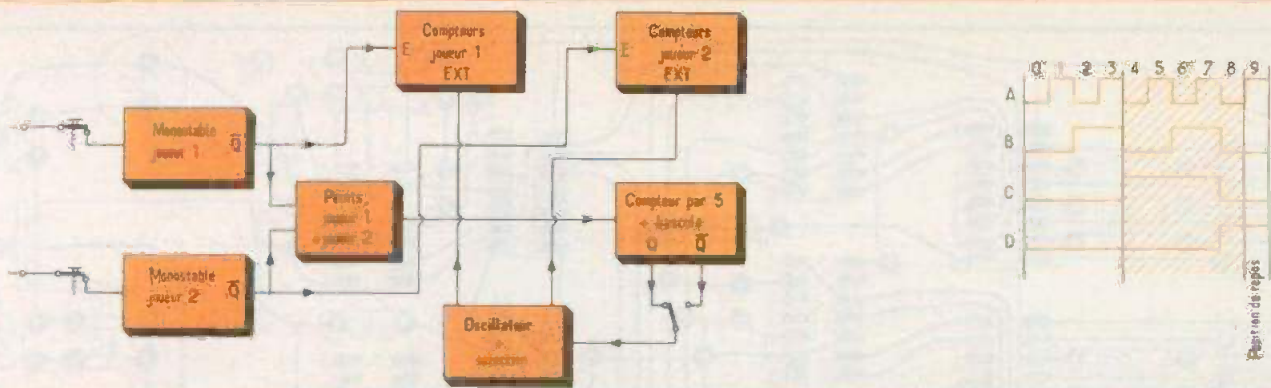 Compteurs
joueur 1
E
EXT
Compteurs
joueur 2
E
EXT
Monostable
joueur 1
Q̅
Points
joueur 1
+ joueur 2
Compteur par 5
+ bascule
Q Q̅
Monostable
joueur 2
Q̅
Oscillateur
+
0 1 2 3 4 5 6 7 8 9
A
B
C
D
Position de repos